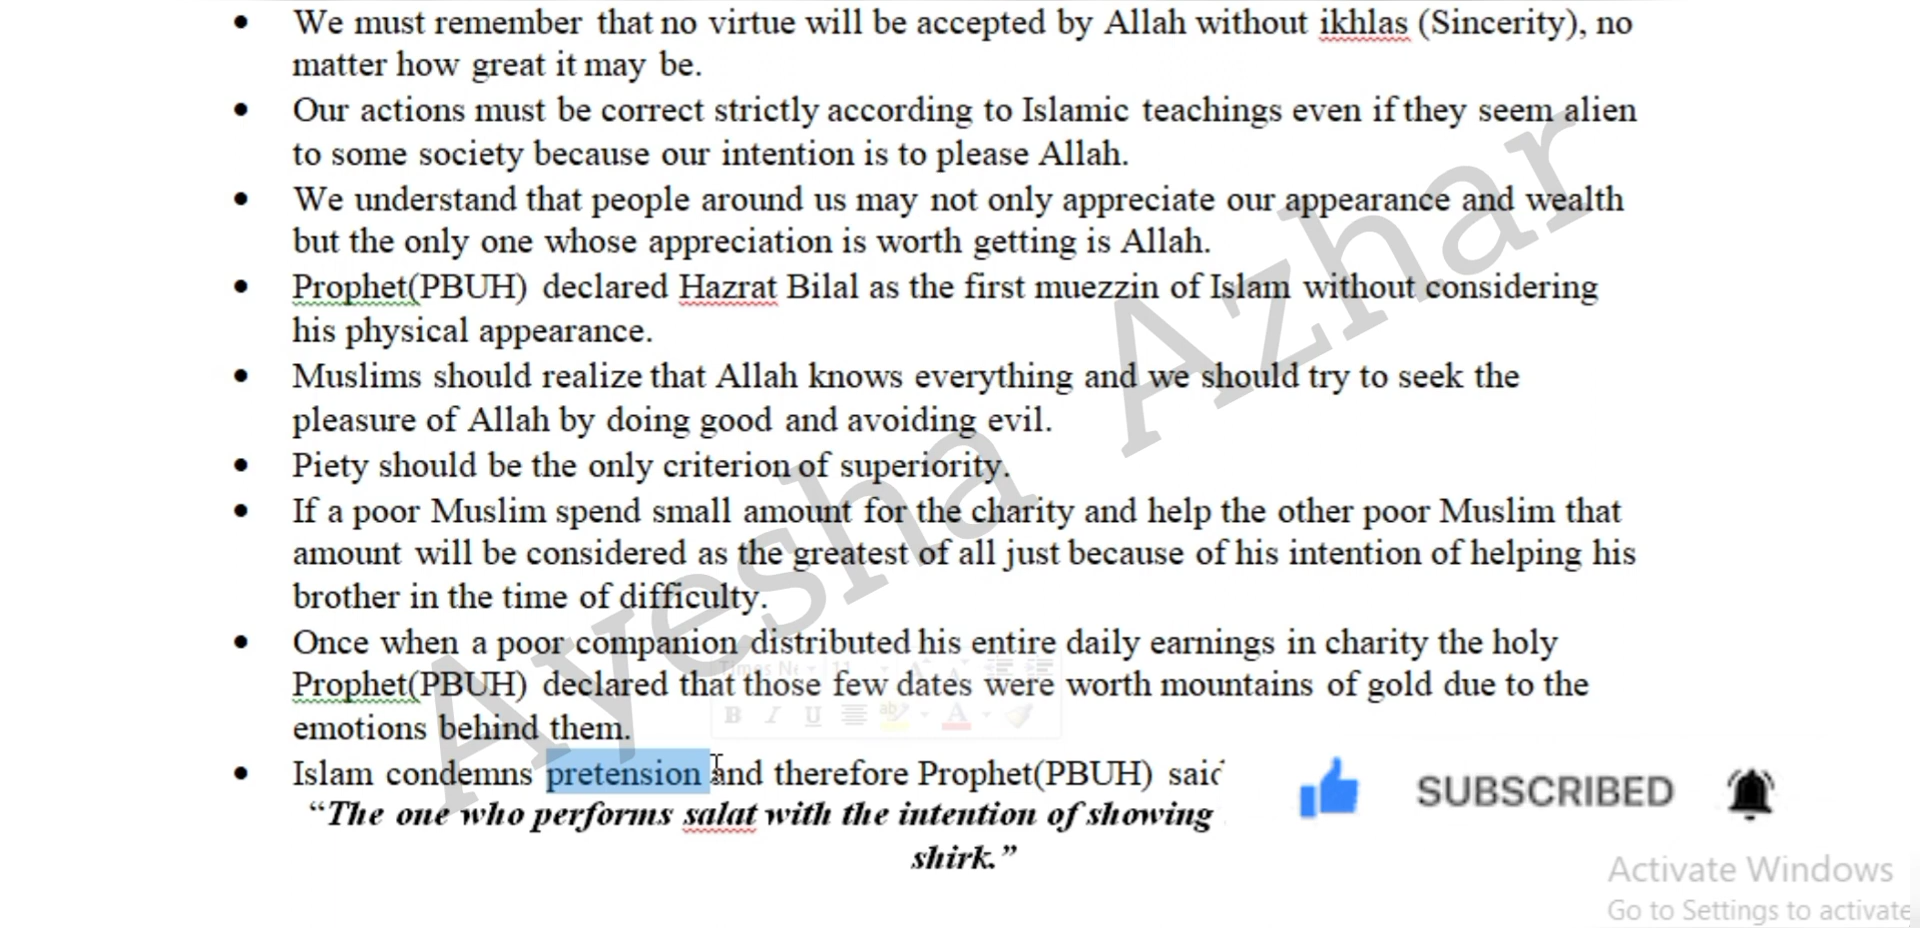 • We must remember that no virtue will be accepted by Allah without ikhlas (Sincerity), no
matter how great it may be.
• Our actions must be correct strictly according to Islamic teachings even if they seem alien
to some society because our intention is to please Allah.
• We understand that people around us may not only appreciate our appearance and wealth
but the only one whose appreciation is worth getting is Allah.
• Prophet(PBUH) declared Hazrat Bilal as the first muezzin of Islam without considering
his physical appearance.
• Muslims should realize that Allah knows everything and we should try to seek the
pleasure of Allah by doing good and avoiding evil.
• Piety should be the only criterion of superiority.
• If a poor Muslim spend small amount for the charity and help the other poor Muslim that
amount will be considered as the greatest of all just because of his intention of helping his
brother in the time of difficulty.
• Once when a poor companion distributed his entire daily earnings in charity the holy
Prophet(PBUH) declared that those few dates were worth mountains of gold due to the
emotions behind them.
• Islam condemns pretension and therefore Prophet(PBUH) said
“The one who performs salat with the intention of showing
shirk.”
Ayesha Azhar
SUBSCRIBED
Activate Windows
Go to Settings to activate